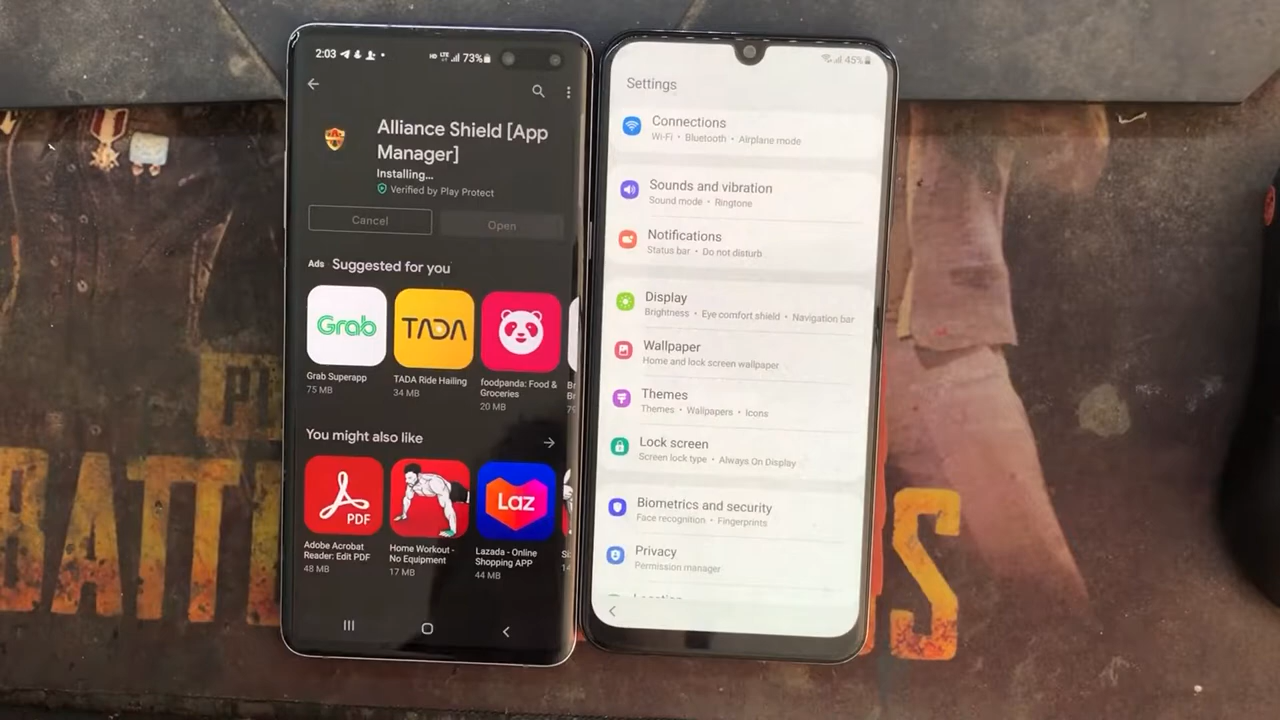 2:03
LTE
73%
Alliance Shield [App
Manager]
Installing...
Verified by Play Protect
Cancel
Open
Ads Suggested for you
Grab
TADA
Grab Superapp
75 MB
TADA Ride Hailing
34 MB
foodpanda: Food &
Groceries
20 MB
You might also like
PDF
Laz
Adobe Acrobat
Reader: Edit PDF
48 MB
Home Workout -
No Equipment
17 MB
Lazada - Online
Shopping APP
44 MB
45%
Settings
Connections
Wi-Fi • Bluetooth • Airplane mode
Sounds and vibration
Sound mode • Ringtone
Notifications
Status bar • Do not disturb
Display
Brightness • Eye comfort shield • Navigation bar
Wallpaper
Home and lock screen wallpaper
Themes
Themes • Wallpapers • Icons
Lock screen
Screen lock type • Always On Display
Biometrics and security
Face recognition • Fingerprints
Privacy
Permission manager